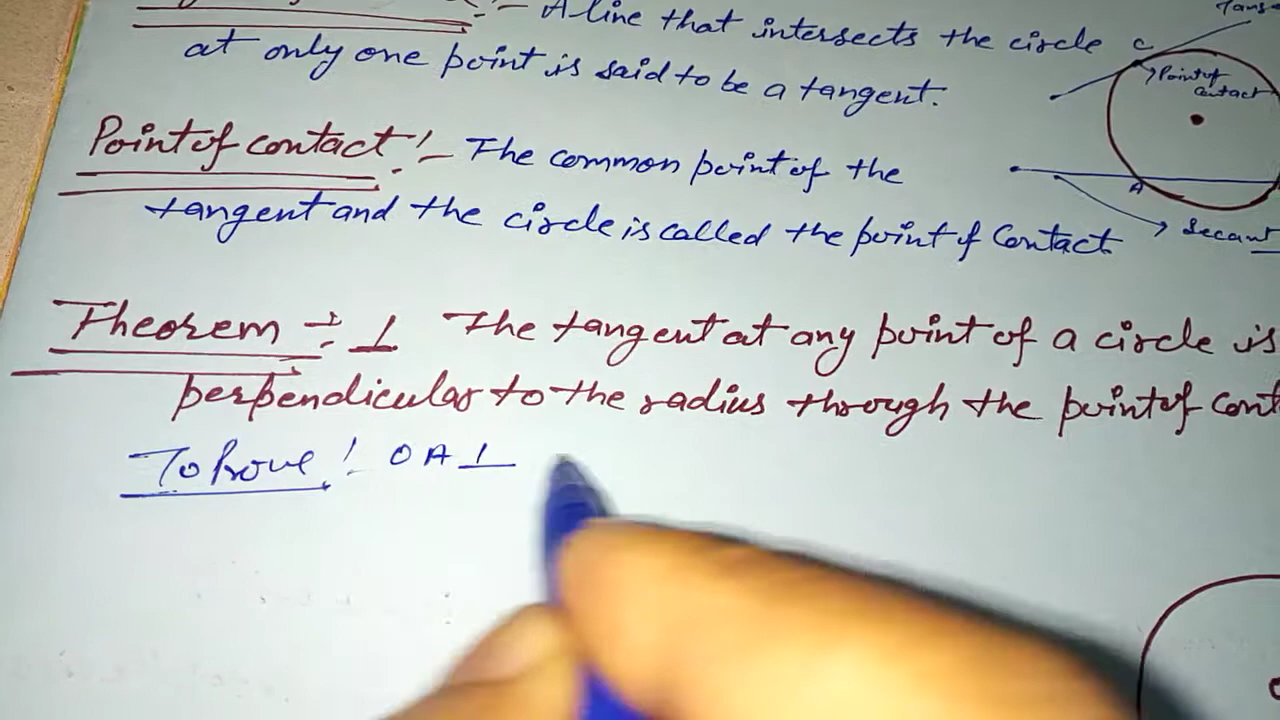 :- A line that intersects the circle
at only one point is said to be a tangent.
Point of contact :- The common point of the
tangent and the circle is called the point of Contact
Theorem :- 1 The tangent at any point of a circle is
perpendicular to the radius through the point of cont
To Prove :- OA ⊥
Tang
C
Point of
contact
A
Secant